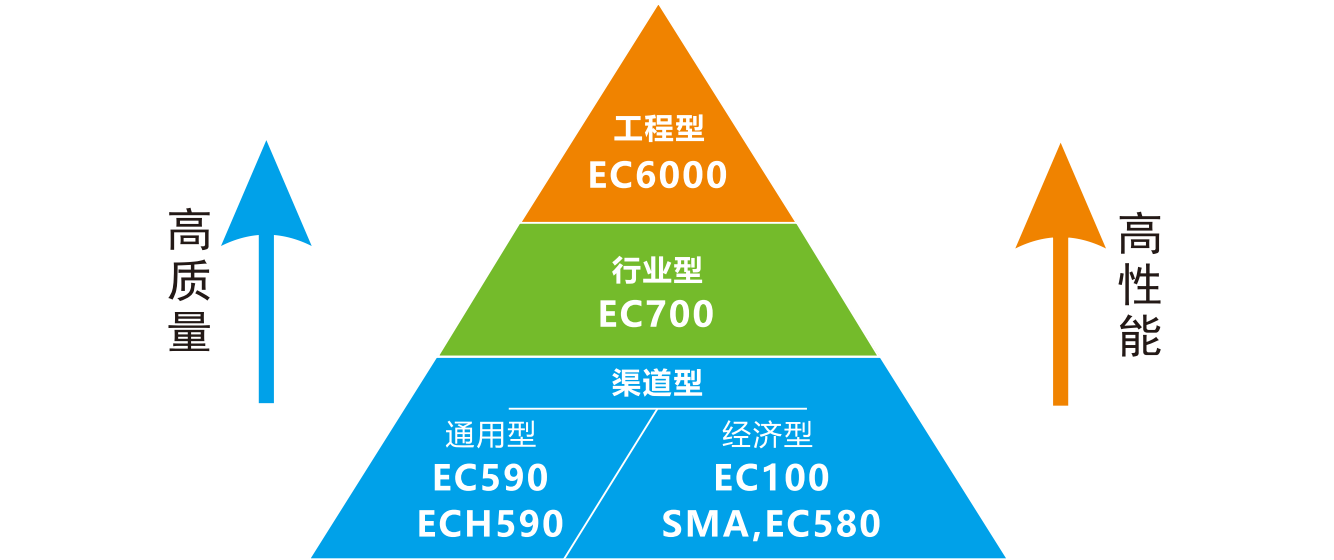 工程型
EC6000
行业型
EC700
渠道型
通用型
EC590
ECH590
经济型
EC100
SMA,EC580
高质量
高性能